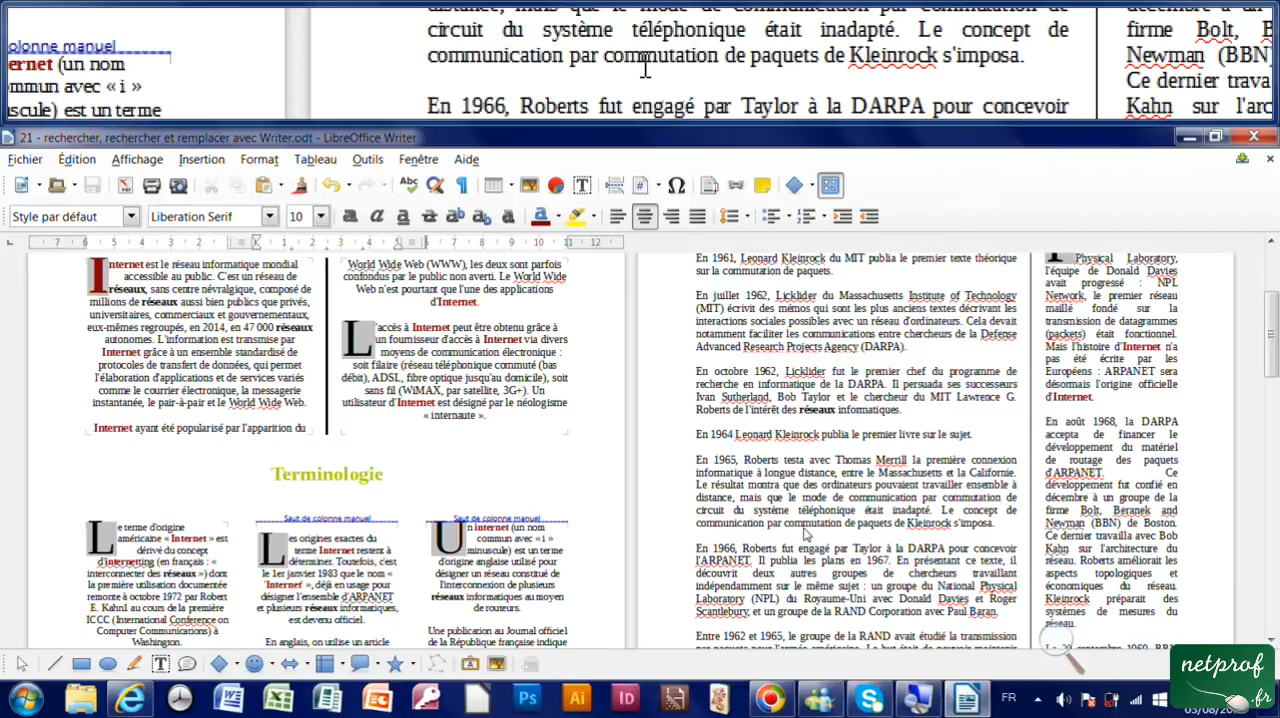 circuit du système téléphonique était inadapté. Le concept de
communication par commutation de paquets de Kleinrock s'imposa.
En 1966, Roberts fut engagé par Taylor à la DARPA pour concevoir
colonne manuel
ernet (un nom
mmun avec « i »
uscule) est un terme
firme Bolt, B
Newman (BBN)
Ce dernier trava
Kahn sur l'arc
21 - rechercher, rechercher et remplacer avec Writer.odt - LibreOffice Writer
Fichier Édition Affichage Insertion Format Tableau Outils Fenêtre Aide
Style par défaut Liberation Serif 10
7 6 5 4 3 2 1 2 3 4 5 6 7 8 9 10 11 12
Internet est le réseau informatique mondial
accessible au public. C'est un réseau de
réseaux, sans centre névralgique, composé de
millions de réseaux aussi bien publics que privés,
universitaires, commerciaux et gouvernementaux,
eux-mêmes regroupés, en 2014, en 47 000 réseaux
autonomes. L'information est transmise par
Internet grâce à un ensemble standardisé de
protocoles de transfert de données, qui permet
l'élaboration d'applications et de services variés
comme le courrier électronique, la messagerie
instantanée, le pair-à-pair et le World Wide Web.
Internet ayant été popularisé par l'apparition du
World Wide Web (WWW), les deux sont parfois
confondus par le public non averti. Le World Wide
Web n'est pourtant que l'une des applications
d'Internet.
L'accès à Internet peut être obtenu grâce à
un fournisseur d'accès à Internet via divers
moyens de communication électronique :
soit filaire (réseau téléphonique commuté (bas
débit), ADSL, fibre optique jusqu'au domicile), soit
sans fil (WiMAX, par satellite, 3G+). Un
utilisateur d'Internet est désigné par le néologisme
« internaute ».
Terminologie
Le terme d'origine
américaine « Internet » est
dérivé du concept
d'internetting (en français : «
interconnecter des réseaux ») dont
la première utilisation documentée
remonte à octobre 1972 par Robert
E. Kahn1 au cours de la première
ICCC (International Conference on
Computer Communications) à
Washington.
Saut de colonne manuel
Les origines exactes du
terme Internet restent à
déterminer. Toutefois, c'est
le 1er janvier 1983 que le nom «
Internet », déjà en usage pour
désigner l'ensemble d'ARPANET
et plusieurs réseaux informatiques,
est devenu officiel.
En anglais, on utilise un article
Saut de colonne manuel
Un internet (un nom
commun avec « i »
minuscule) est un terme
d'origine anglaise utilisé pour
désigner un réseau constitué de
l'interconnexion de plusieurs
réseaux informatiques au moyen
de routeurs.
Une publication au Journal officiel
de la République française indique
En 1961, Leonard Kleinrock du MIT publia le premier texte théorique
sur la commutation de paquets.
En juillet 1962, Licklider du Massachusetts Institute of Technology
(MIT) écrivit des mémos qui sont les plus anciens textes décrivant les
interactions sociales possibles avec un réseau d'ordinateurs. Cela devait
notamment faciliter les communications entre chercheurs de la Defense
Advanced Research Projects Agency (DARPA).
En octobre 1962, Licklider fut le premier chef du programme de
recherche en informatique de la DARPA. Il persuada ses successeurs
Ivan Sutherland, Bob Taylor et le chercheur du MIT Lawrence G.
Roberts de l'intérêt des réseaux informatiques.
En 1964 Leonard Kleinrock publia le premier livre sur le sujet.
En 1965, Roberts testa avec Thomas Merrill la première connexion
informatique à longue distance, entre le Massachusetts et la Californie.
Le résultat montra que des ordinateurs pouvaient travailler ensemble à
distance, mais que le mode de communication par commutation de
circuit du système téléphonique était inadapté. Le concept de
communication par commutation de paquets de Kleinrock s'imposa.
En 1966, Roberts fut engagé par Taylor à la DARPA pour concevoir
l'ARPANET. Il publia les plans en 1967. En présentant ce texte, il
découvrit deux autres groupes de chercheurs travaillant
indépendamment sur le même sujet : un groupe du National Physical
Laboratory (NPL) du Royaume-Uni avec Donald Davies et Roger
Scantlebury, et un groupe de la RAND Corporation avec Paul Baran.
Entre 1962 et 1965, le groupe de la RAND avait étudié la transmission
Physical Laboratory,
l'équipe de Donald Davies
avait progressé : NPL
Network, le premier réseau
maillé fondé sur la
transmission de datagrammes
(packets) était fonctionnel.
Mais l'histoire d'Internet n'a
pas été écrite par les
Européens : ARPANET sera
désormais l'origine officielle
d'Internet.
En août 1968, la DARPA
accepta de financer le
développement du matériel
de routage des paquets
d'ARPANET. Ce
développement fut confié en
décembre à un groupe de la
firme Bolt, Beranek and
Newman (BBN) de Boston.
Ce dernier travailla avec Bob
Kahn sur l'architecture du
réseau. Roberts améliorait les
aspects topologiques et
économiques du réseau.
Kleinrock préparait des
systèmes de mesures du
réseau.
FR
netprof
.fr